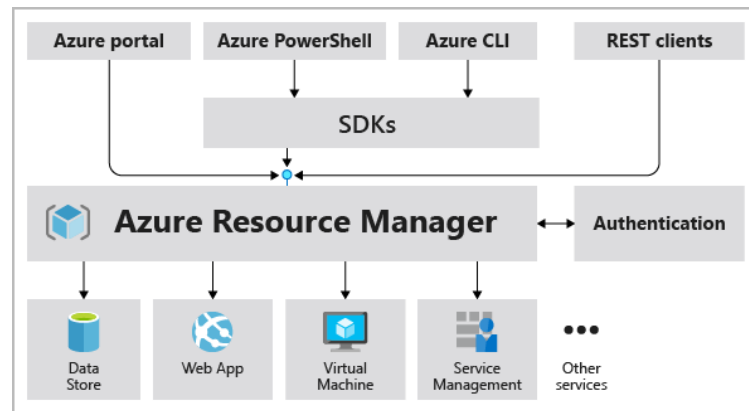 Azure portal
Azure PowerShell
Azure CLI
REST clients
SDKs
Azure Resource Manager
Authentication
Data
Store
Web App
Virtual
Machine
Service
Management
Other
services